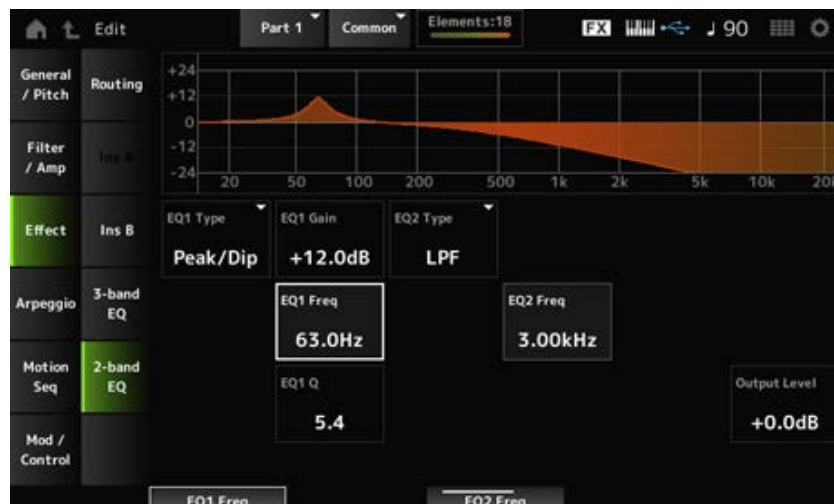 Edit
Part 1
Common
Elements:18
FX
♩ 90
General / Pitch
Filter / Amp
Effect
Arpeggio
Motion Seq
Mod / Control
Routing
Ins A
Ins B
3-band EQ
2-band EQ
+24
+12
0
-12
-24
20 50 100 200 500 1k 2k 5k 10k 20k
EQ1 Type
Peak/Dip
EQ1 Gain
+12.0dB
EQ2 Type
LPF
EQ1 Freq
63.0Hz
EQ2 Freq
3.00kHz
EQ1 Q
5.4
Output Level
+0.0dB
EQ1 Freq
EQ2 Freq